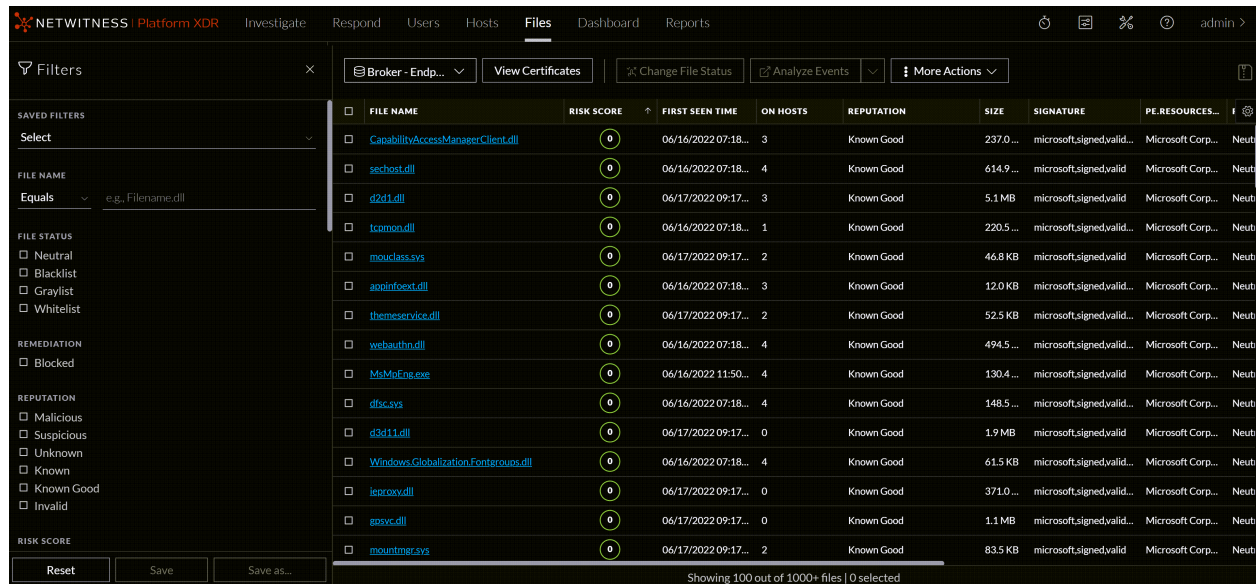 NETWITNESS | Platform XDR Investigate Respond Users Hosts Files Dashboard Reports admin >
Filters ×
Broker - Endp... View Certificates Change File Status Analyze Events More Actions
SAVED FILTERS
Select
FILE NAME
Equals e.g., Filename.dll
FILE STATUS
Neutral
Blacklist
Graylist
Whitelist
REMEDIATION
Blocked
REPUTATION
Malicious
Suspicious
Unknown
Known
Known Good
Invalid
RISK SCORE
Reset Save Save as...
FILE NAME RISK SCORE ↑ FIRST SEEN TIME ON HOSTS REPUTATION SIZE SIGNATURE PE.RESOURCES...
CapabilityAccessManagerClient.dll 0 06/16/2022 07:18... 3 Known Good 237.0... microsoft,signed,valid... Microsoft Corp... Neut
sechost.dll 0 06/16/2022 07:18... 4 Known Good 614.9... microsoft,signed,valid Microsoft Corp... Neut
d2d1.dll 0 06/17/2022 09:17... 3 Known Good 5.1 MB microsoft,signed,valid Microsoft Corp... Neut
tcpmon.dll 0 06/16/2022 07:18... 1 Known Good 220.5... microsoft,signed,valid... Microsoft Corp... Neut
mouclass.sys 0 06/17/2022 09:17... 2 Known Good 46.8 KB microsoft,signed,valid... Microsoft Corp... Neut
appinfoext.dll 0 06/16/2022 07:18... 3 Known Good 12.0 KB microsoft,signed,valid... Microsoft Corp... Neut
themeservice.dll 0 06/17/2022 09:17... 2 Known Good 52.5 KB microsoft,signed,valid... Microsoft Corp... Neut
webauthn.dll 0 06/16/2022 07:18... 4 Known Good 494.5... microsoft,signed,valid... Microsoft Corp... Neut
MsMpEng.exe 0 06/16/2022 11:50... 4 Known Good 130.4... microsoft,signed,valid... Microsoft Corp... Neut
dfsc.sys 0 06/16/2022 07:18... 4 Known Good 148.5... microsoft,signed,valid... Microsoft Corp... Neut
d3d11.dll 0 06/17/2022 09:17... 0 Known Good 1.9 MB microsoft,signed,valid Microsoft Corp... Neut
Windows.Globalization.Fontgroups.dll 0 06/16/2022 07:18... 4 Known Good 61.5 KB microsoft,signed,valid... Microsoft Corp... Neut
ieproxy.dll 0 06/17/2022 09:17... 0 Known Good 371.0... microsoft,signed,valid... Microsoft Corp... Neut
gpsvc.dll 0 06/17/2022 09:17... 0 Known Good 1.1 MB microsoft,signed,valid... Microsoft Corp... Neut
mountmgr.sys 0 06/17/2022 09:17... 2 Known Good 83.5 KB microsoft,signed,valid... Microsoft Corp... Neut
Showing 100 out of 1000+ files | 0 selected